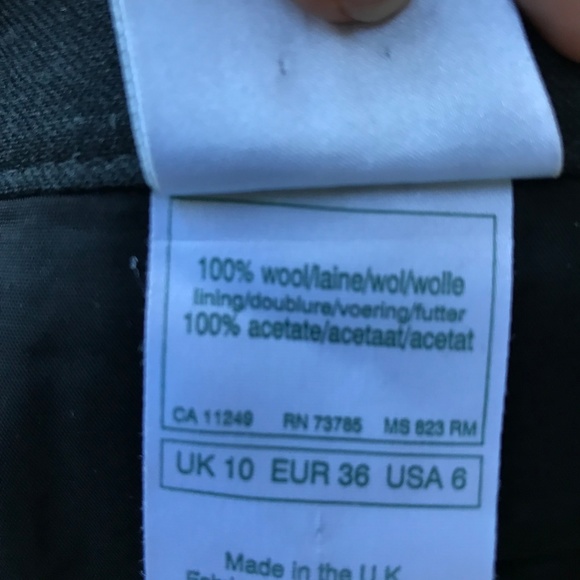 100% wool/laine/wol/wolle
lining/doublure/voering/futter
100% acetate/acetaat/acetat
CA 11249 RN 73785 MS 823 RM
UK 10 EUR 36 USA 6
Made in the U.K